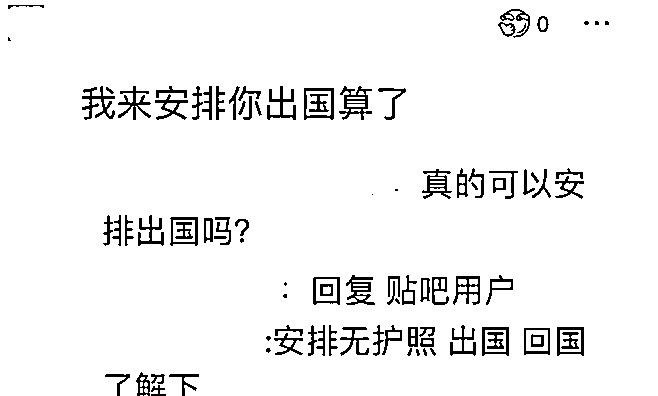 0 ...
我来安排你出国算了
真的可以安
排出国吗?
: 回复 贴吧用户
:安排无护照 出国 回国
了解下